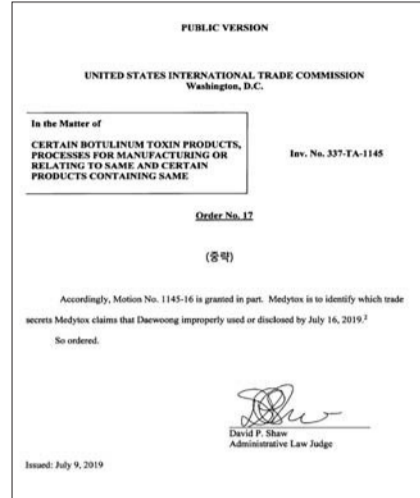 PUBLIC VERSION
UNITED STATES INTERNATIONAL TRADE COMMISSION
Washington, D.C.
In the Matter of
CERTAIN BOTULINUM TOXIN PRODUCTS,
PROCESSES FOR MANUFACTURING OR
RELATING TO SAME AND CERTAIN
PRODUCTS CONTAINING SAME
Inv. No. 337-TA-1145
Order No. 17
(중략)
Accordingly, Motion No. 1145-16 is granted in part. Medytox is to identify which trade
secrets Medytox claims that Daewoong improperly used or disclosed by July 16, 2019.²
So ordered.
David P. Shaw
Administrative Law Judge
Issued: July 9, 2019